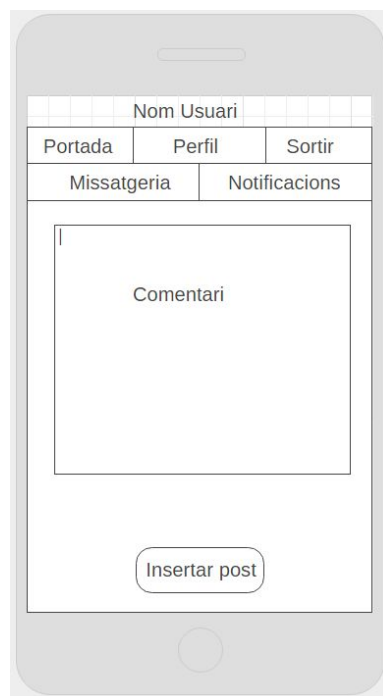 Nom Usuari
Portada Perfil Sortir
Missatgeria Notificacions
Comentari
Insertar post